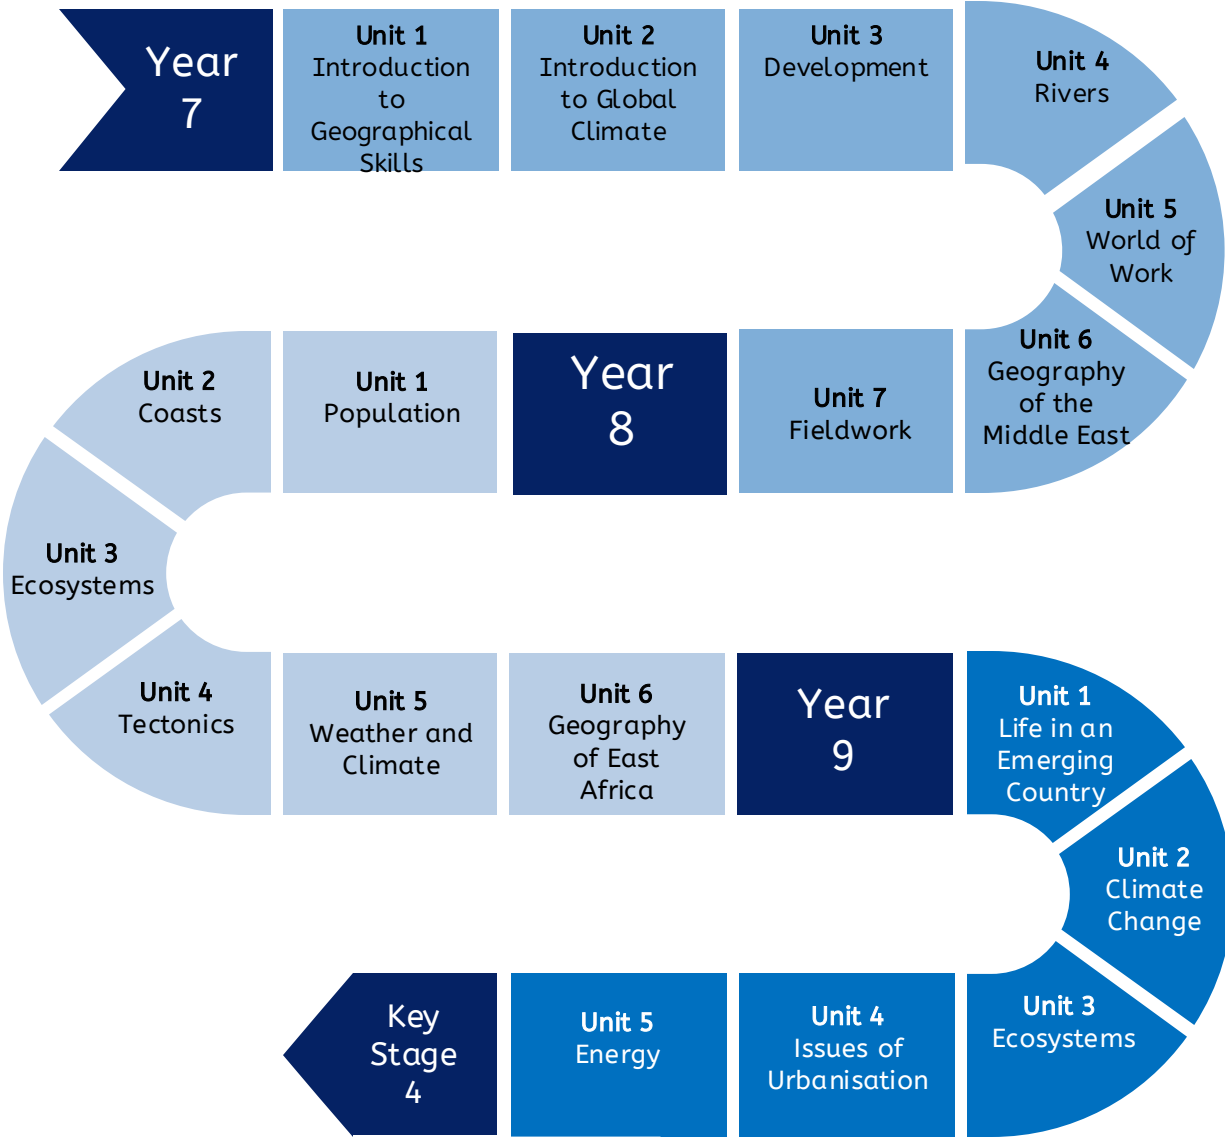 Year
7
Unit 1
Introduction
to
Geographical
Skills
Unit 2
Introduction
to Global
Climate
Unit 3
Development
Unit 4
Rivers
Unit 5
World of
Work
Unit 6
Geography
of the
Middle East
Unit 7
Fieldwork
Year
8
Unit 1
Population
Unit 2
Coasts
Unit 3
Ecosystems
Unit 4
Tectonics
Unit 5
Weather and
Climate
Unit 6
Geography
of East
Africa
Year
9
Unit 1
Life in an
Emerging
Country
Unit 2
Climate
Change
Unit 3
Ecosystems
Unit 4
Issues of
Urbanisation
Unit 5
Energy
Key
Stage
4